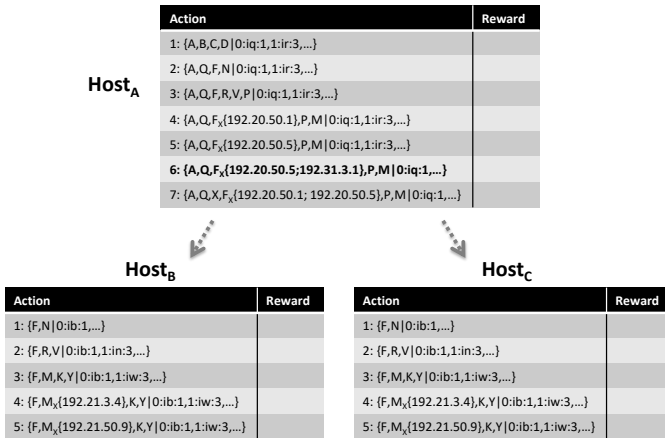 Action Reward
1: {A,B,C,D|0:iq:1,1:ir:3,…}
2: {A,Q,F,N|0:iq:1,1:ir:3,…}
Host_A
3: {A,Q,F,R,V,P|0:iq:1,1:ir:3,…}
4: {A,Q,F_X{192.20.50.1},P,M|0:iq:1,1:ir:3,…}
5: {A,Q,F_X{192.20.50.5},P,M|0:iq:1,1:ir:3,…}
6: {A,Q,F_X{192.20.50.5;192.31.3.1},P,M|0:iq:1,…}
7: {A,Q,X,F_X{192.20.50.1; 192.20.50.5},P,M|0:iq:1,…}
Host_B
Action Reward
1: {F,N|0:ib:1,…}
2: {F,R,V|0:ib:1,1:in:3,…}
3: {F,M,K,Y|0:ib:1,1:iw:3,…}
4: {F,M_X{192.21.3.4},K,Y|0:ib:1,1:iw:3,…}
5: {F,M_X{192.21.50.9},K,Y|0:ib:1,1:iw:3,…}
Host_C
Action Reward
1: {F,N|0:ib:1,…}
2: {F,R,V|0:ib:1,1:in:3,…}
3: {F,M,K,Y|0:ib:1,1:iw:3,…}
4: {F,M_X{192.21.3.4},K,Y|0:ib:1,1:iw:3,…}
5: {F,M_X{192.21.50.9},K,Y|0:ib:1,1:iw:3,…}